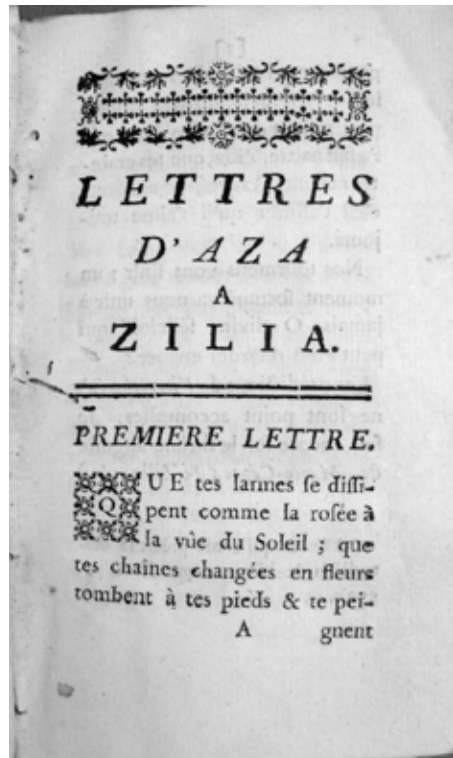 LETTRES
D'AZA
A
ZILIA.
PREMIERE LETTRE.
QUE tes larmes se dissi-
pent comme la rosée à
la vûe du Soleil ; que
tes chaînes changées en fleurs
tombent à tes pieds & te pei-
A gnent